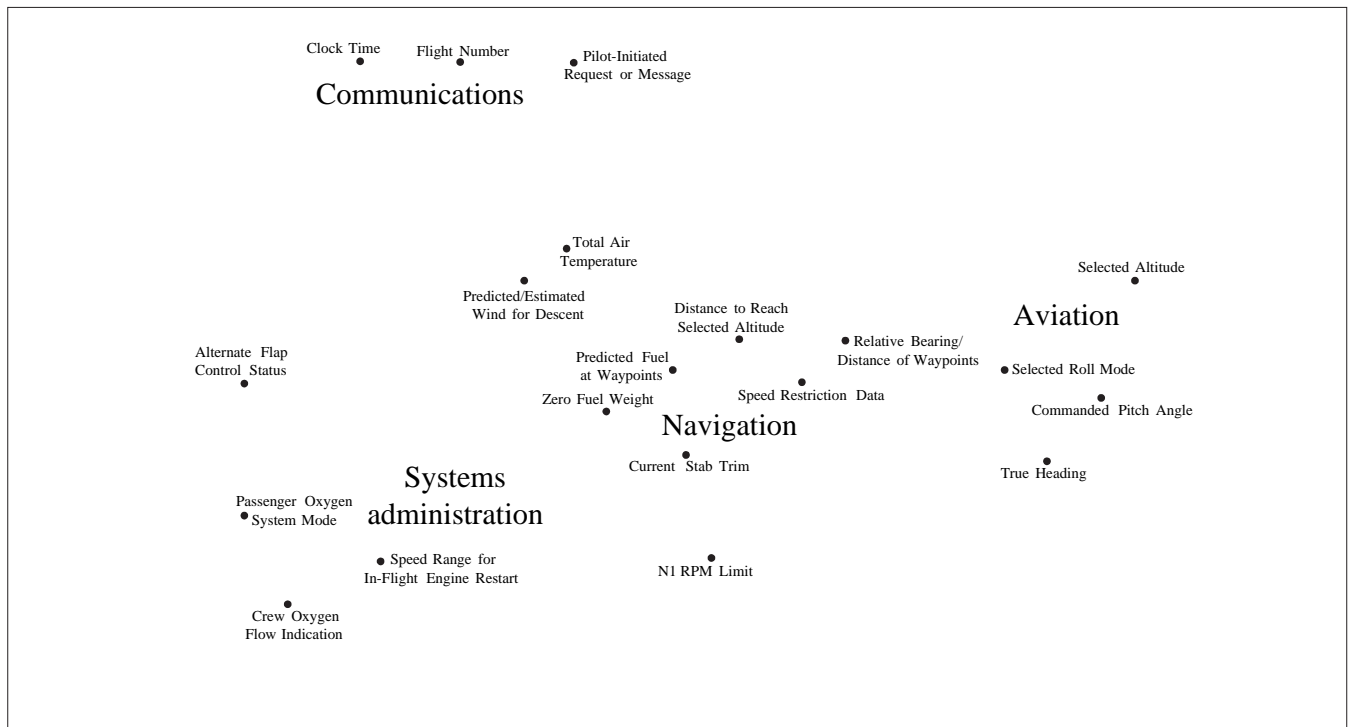 Clock Time
Flight Number
Pilot-Initiated
Request or Message
Communications
Total Air
Temperature
Predicted/Estimated
Wind for Descent
Selected Altitude
Distance to Reach
Selected Altitude
Aviation
Relative Bearing/
Distance of Waypoints
Alternate Flap
Control Status
Predicted Fuel
at Waypoints
Selected Roll Mode
Speed Restriction Data
Zero Fuel Weight
Commanded Pitch Angle
Navigation
Current Stab Trim
True Heading
Systems
administration
Passenger Oxygen
System Mode
Speed Range for
In-Flight Engine Restart
N1 RPM Limit
Crew Oxygen
Flow Indication